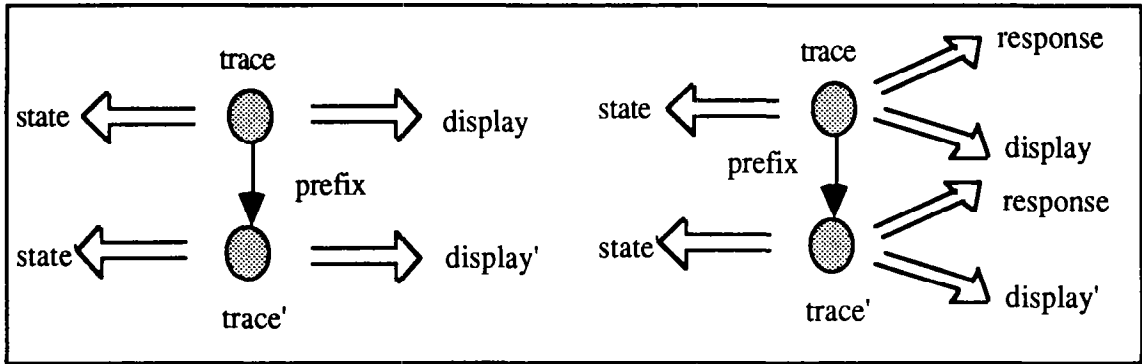 trace
state
display
prefix
state'
display'
trace'
trace
response
state
display
prefix
response
state'
display'
trace'